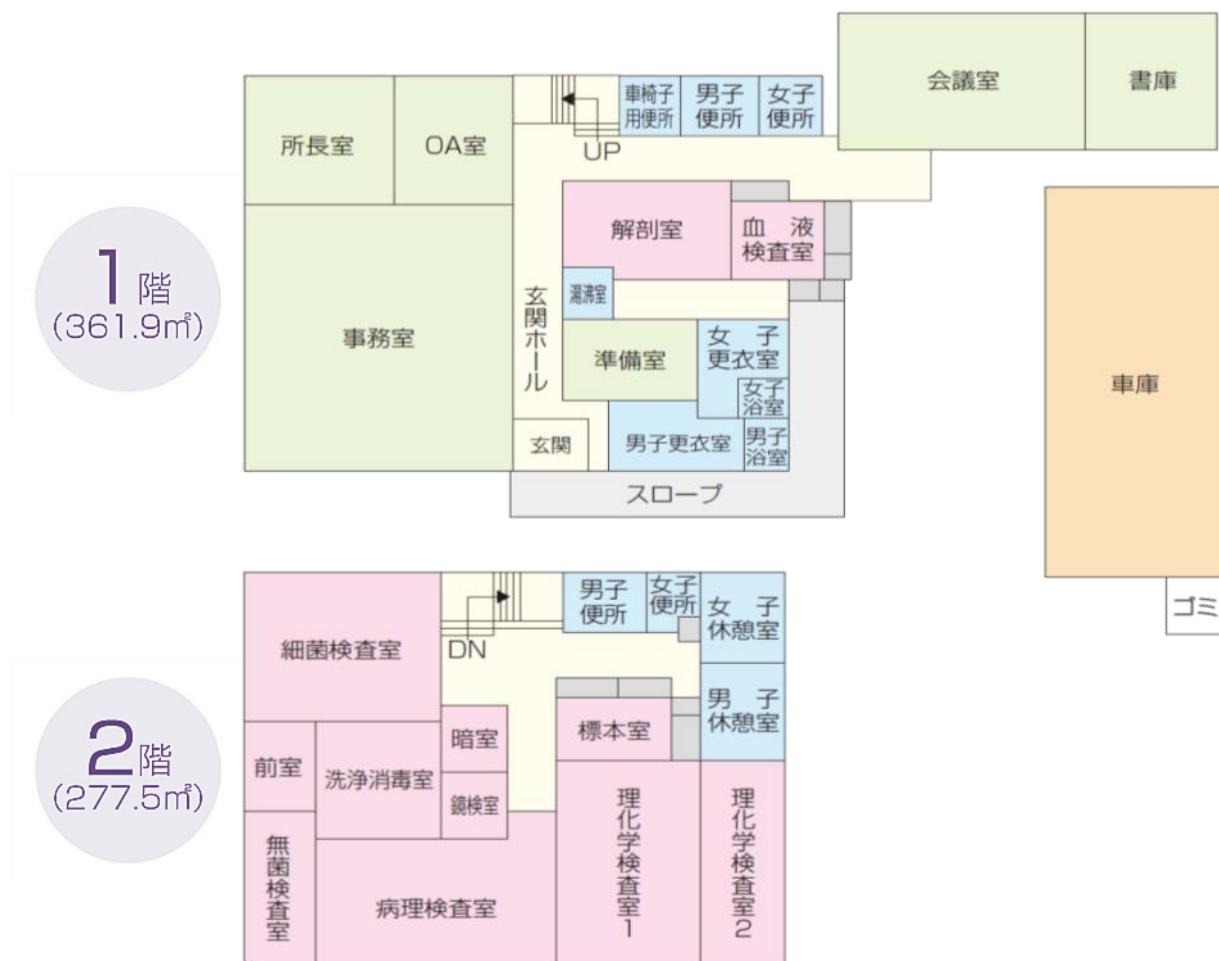 会議室
書庫
車椅子
用便所
男子
便所
女子
便所
所長室
OA室
UP
解剖室
血 液
検査室
1階
(361.9㎡)
湯沸室
玄関ホール
事務室
準備室
女 子
更衣室
女子
浴室
車庫
玄関
男子更衣室
男子
浴室
スロープ
男子
便所
女子
便所
女 子
休憩室
ゴミ
細菌検査室
DN
男 子
休憩室
2階
(277.5㎡)
前室
洗浄消毒室
暗室
標本室
鏡検室
理化学検査室1
理化学検査室2
無菌検査室
病理検査室